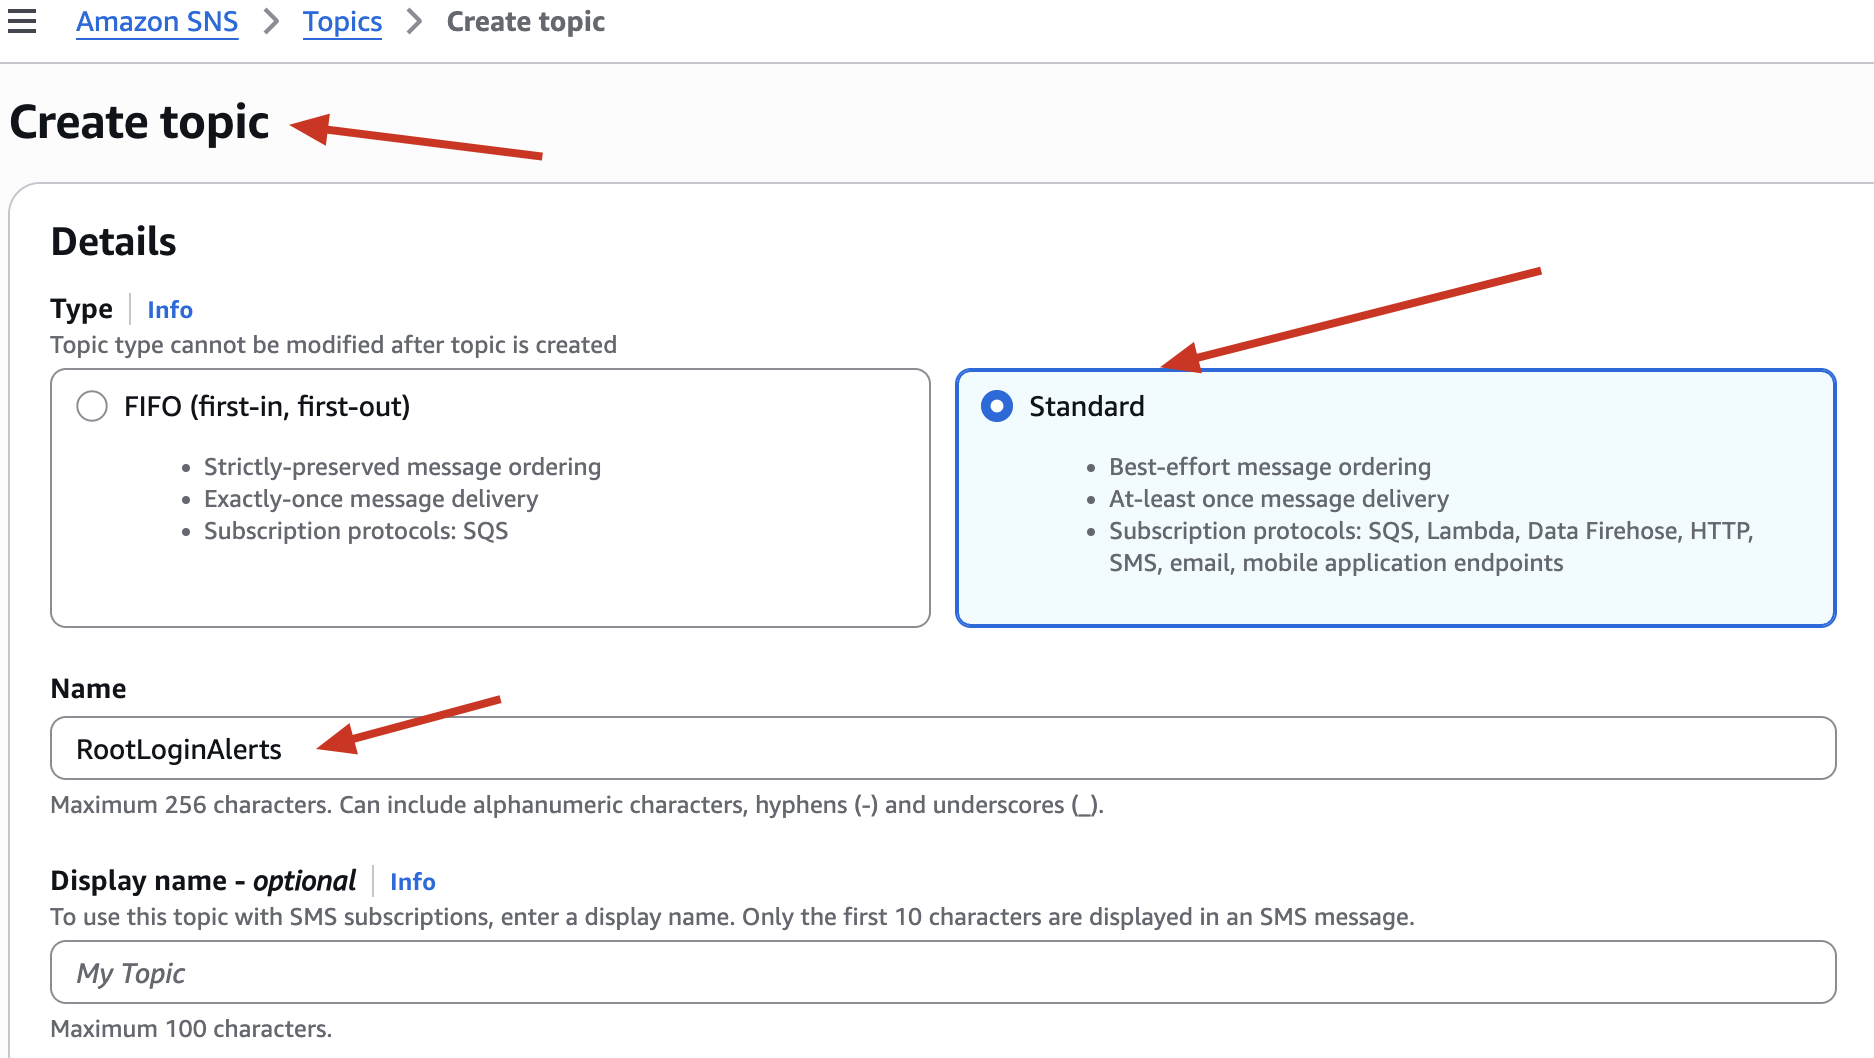 Amazon SNS > Topics > Create topic
Create topic
Details
Type | Info
Topic type cannot be modified after topic is created
FIFO (first-in, first-out)
• Strictly-preserved message ordering
• Exactly-once message delivery
• Subscription protocols: SQS
Standard
• Best-effort message ordering
• At-least once message delivery
• Subscription protocols: SQS, Lambda, Data Firehose, HTTP,
SMS, email, mobile application endpoints
Name
RootLoginAlerts
Maximum 256 characters. Can include alphanumeric characters, hyphens (-) and underscores (_).
Display name - optional | Info
To use this topic with SMS subscriptions, enter a display name. Only the first 10 characters are displayed in an SMS message.
My Topic
Maximum 100 characters.